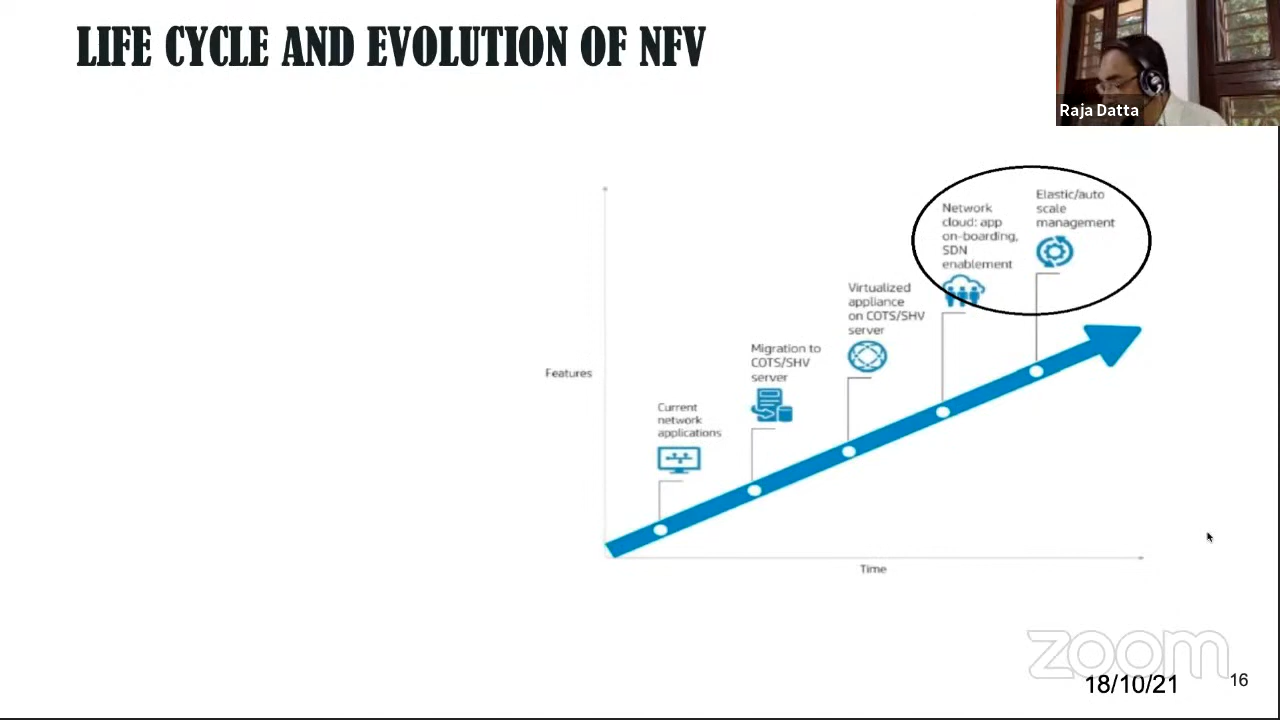 LIFE CYCLE AND EVOLUTION OF NFV
Raja Datta
Elastic/auto
scale
management
Network
cloud: app
on-boarding,
SDN
enablement
Virtualized
appliance
on COTS/SHV
server
Migration to
COTS/SHV
server
Current
network
applications
Features
Time
zoom
18/10/21
16